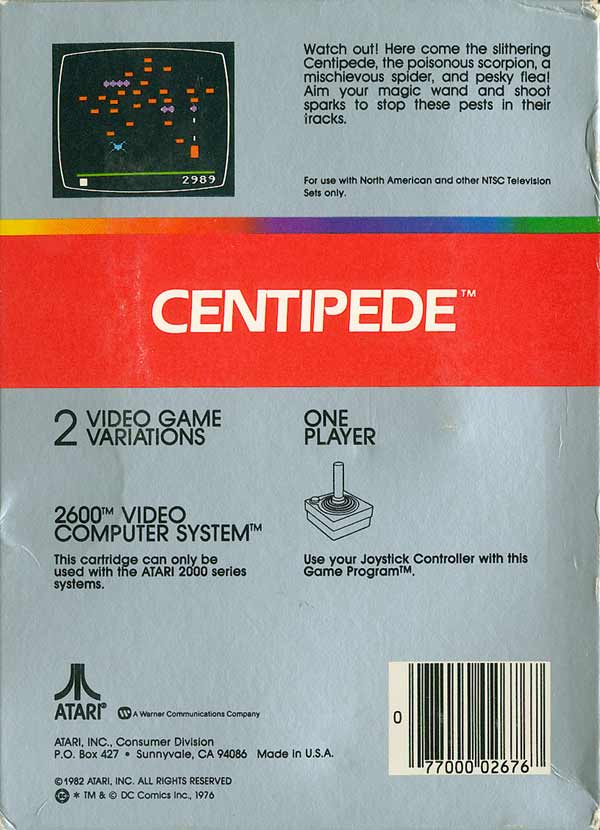 Watch out! Here come the slithering
Centipede, the poisonous scorpion, a
mischievous spider, and pesky flea!
Aim your magic wand and shoot
sparks to stop these pests in their
tracks.
2989
For use with North American and other NTSC Television
Sets only.
CENTIPEDE™
2 VIDEO GAME
VARIATIONS
ONE
PLAYER
2600™ VIDEO
COMPUTER SYSTEM™
This cartridge can only be
used with the ATARI 2000 series
systems.
Use your Joystick Controller with this
Game Program™.
ATARI®
A Warner Communications Company
ATARI, INC., Consumer Division
P.O. Box 427 • Sunnyvale, CA 94086 Made in U.S.A.
© 1982 ATARI, INC. ALL RIGHTS RESERVED
* TM & © DC Comics Inc., 1976
0 77000 02676